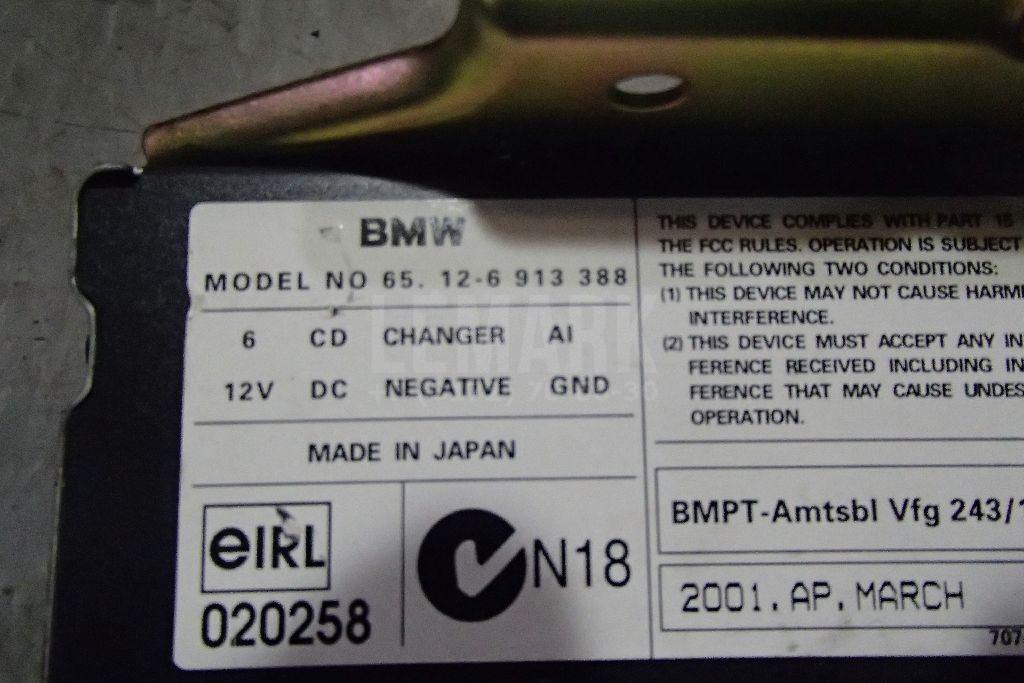 BMW
MODEL NO 65. 12-6 913 388
6 CD CHANGER AI
12V DC NEGATIVE GND
MADE IN JAPAN
eIRL
020258
N18
THIS DEVICE COMPLIES WITH PART 15
THE FCC RULES. OPERATION IS SUBJECT
THE FOLLOWING TWO CONDITIONS:
(1) THIS DEVICE MAY NOT CAUSE HARM
INTERFERENCE.
(2) THIS DEVICE MUST ACCEPT ANY IN
FERENCE RECEIVED INCLUDING IN
FERENCE THAT MAY CAUSE UNDES
OPERATION.
BMPT-Amtsbl Vfg 243/
2001. AP. MARCH
707
LEMARK